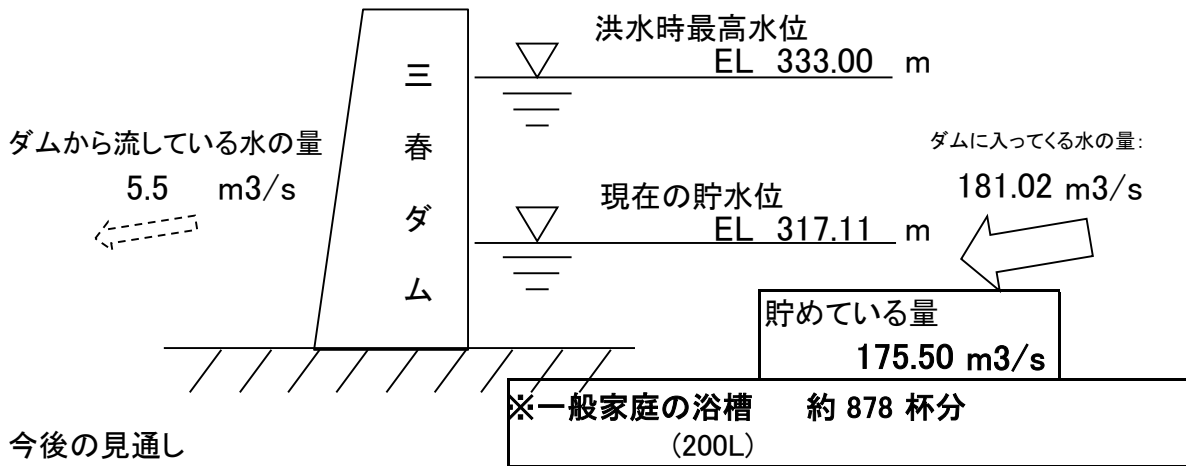 洪水時最高水位
EL 333.00 m
三春ダム
ダムから流している水の量
5.5 m3/s
ダムに入ってくる水の量:
181.02 m3/s
現在の貯水位
EL 317.11 m
貯めている量
175.50 m3/s
※一般家庭の浴槽 約 878 杯分
(200L)
今後の見通し